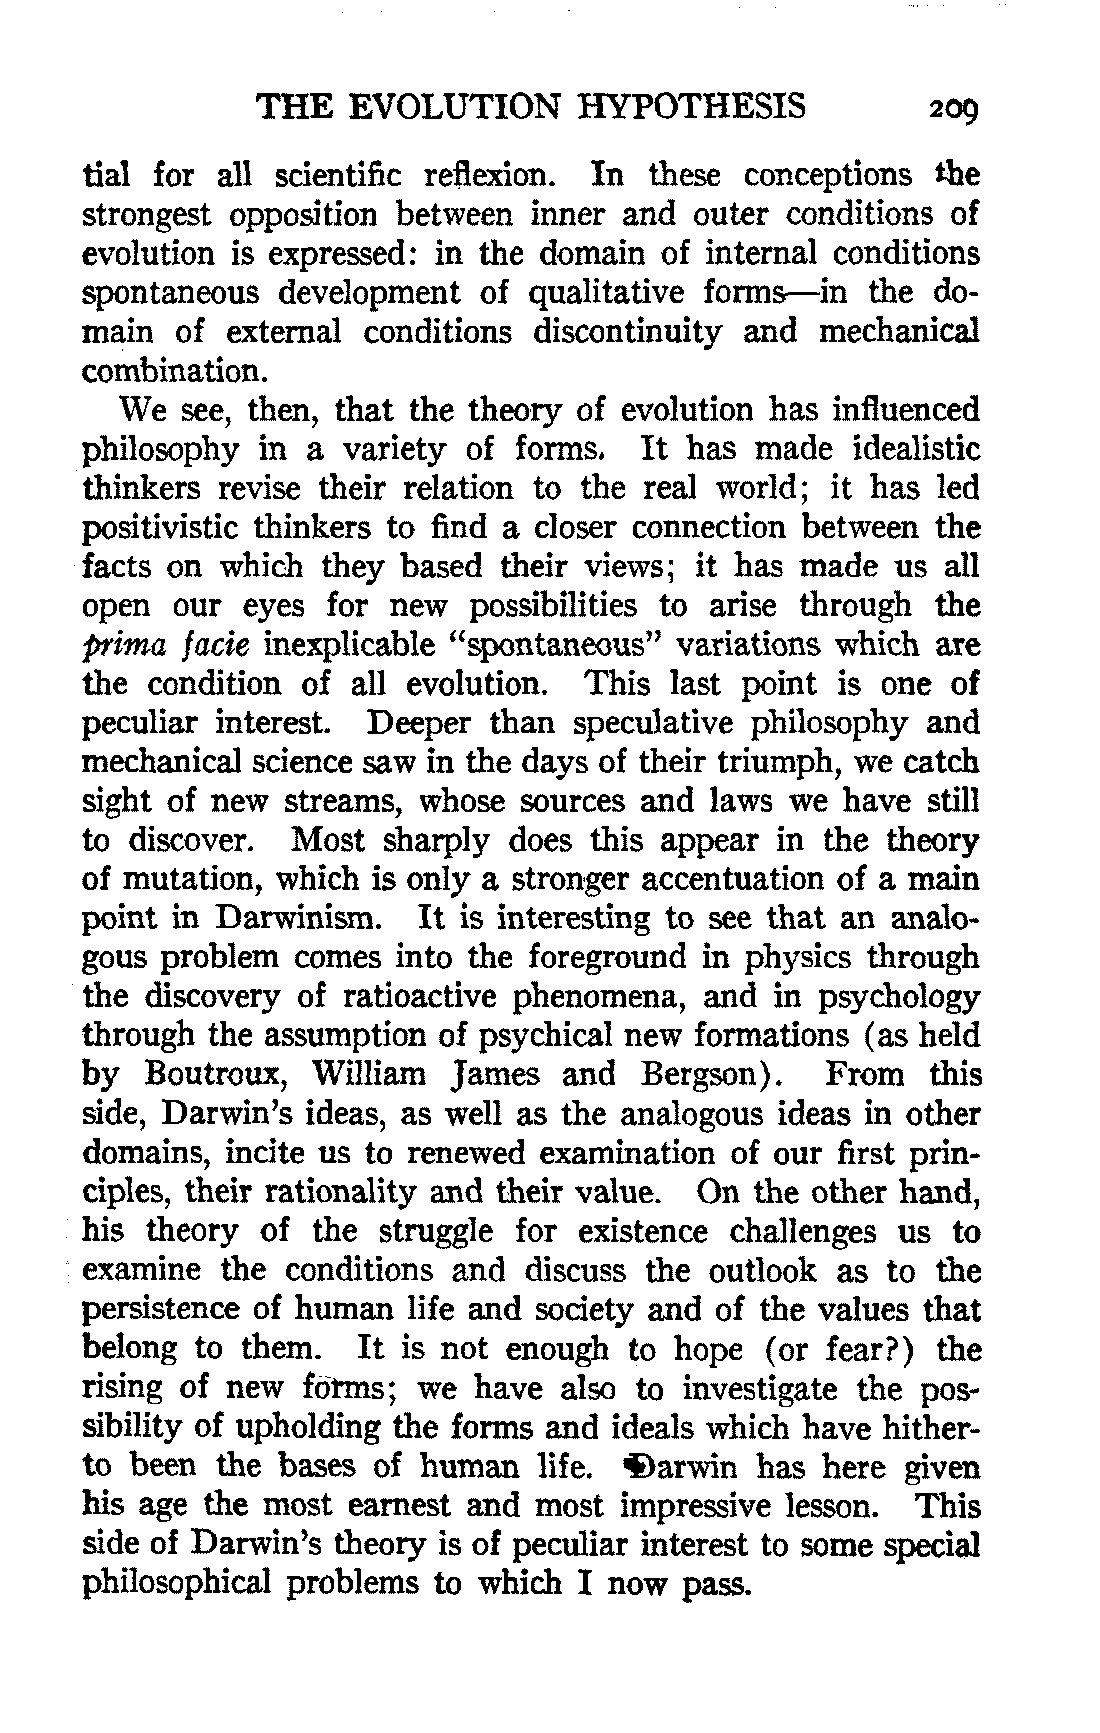 THE EVOLUTION HYPOTHESIS 209
tial for all scientific reflexion. In these conceptions the
strongest opposition between inner and outer conditions of
evolution is expressed: in the domain of internal conditions
spontaneous development of qualitative forms—in the do-
main of external conditions discontinuity and mechanical
combination.
We see, then, that the theory of evolution has influenced
philosophy in a variety of forms. It has made idealistic
thinkers revise their relation to the real world; it has led
positivistic thinkers to find a closer connection between the
facts on which they based their views; it has made us all
open our eyes for new possibilities to arise through the
prima facie inexplicable "spontaneous" variations which are
the condition of all evolution. This last point is one of
peculiar interest. Deeper than speculative philosophy and
mechanical science saw in the days of their triumph, we catch
sight of new streams, whose sources and laws we have still
to discover. Most sharply does this appear in the theory
of mutation, which is only a stronger accentuation of a main
point in Darwinism. It is interesting to see that an analo-
gous problem comes into the foreground in physics through
the discovery of ratioactive phenomena, and in psychology
through the assumption of psychical new formations (as held
by Boutroux, William James and Bergson). From this
side, Darwin's ideas, as well as the analogous ideas in other
domains, incite us to renewed examination of our first prin-
ciples, their rationality and their value. On the other hand,
his theory of the struggle for existence challenges us to
examine the conditions and discuss the outlook as to the
persistence of human life and society and of the values that
belong to them. It is not enough to hope (or fear?) the
rising of new forms; we have also to investigate the pos-
sibility of upholding the forms and ideals which have hither-
to been the bases of human life. Darwin has here given
his age the most earnest and most impressive lesson. This
side of Darwin's theory is of peculiar interest to some special
philosophical problems to which I now pass.